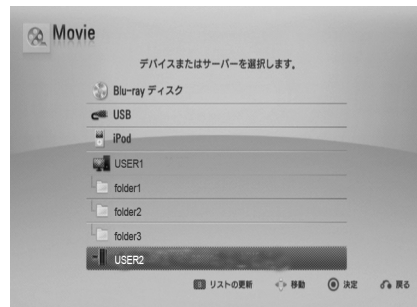 Movie
デバイスまたはサーバーを選択します。
Blu-ray ディスク
USB
iPod
USER1
folder1
folder2
folder3
USER2
リストの更新 移動 決定 戻る